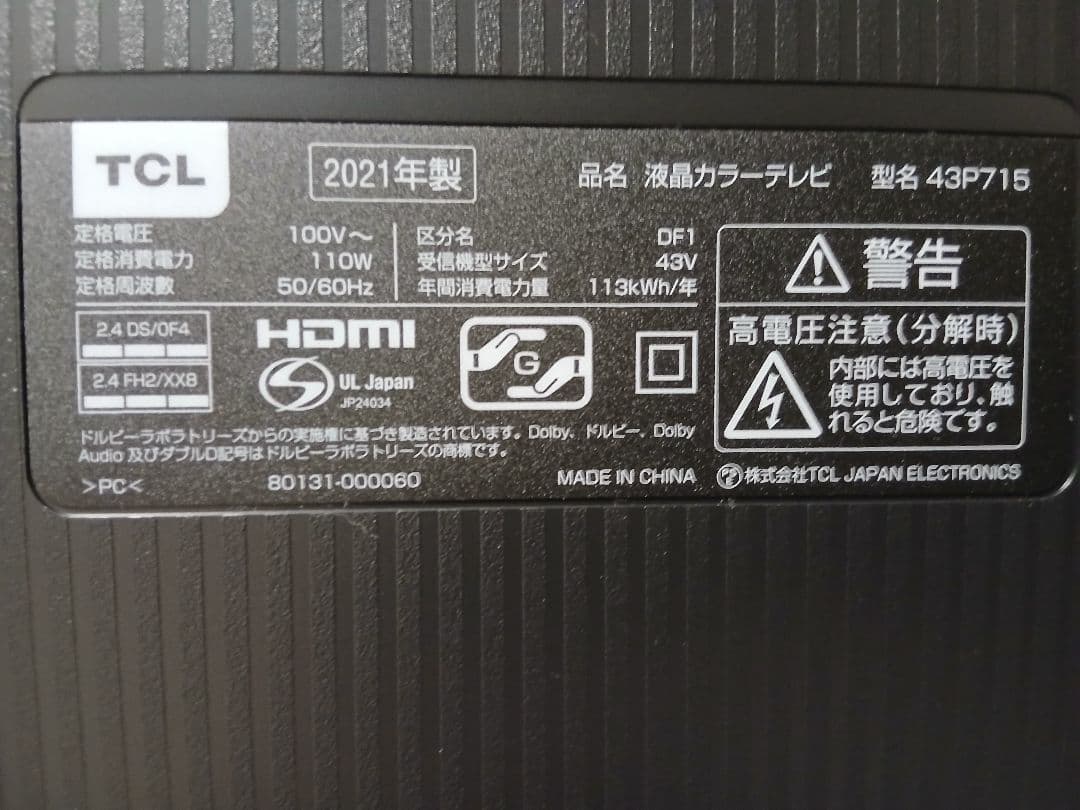 TCL
2021年製
品名 液晶カラーテレビ 型名 43P715
定格電圧 100V～
定格消費電力 110W
定格周波数 50/60Hz
区分名 DF1
受信機型サイズ 43V
年間消費電力量 113kWh/年
2.4 DS/OF4
2.4 FH2/XX8
HDMI
S
UL Japan
JP24034
G
警告
高電圧注意(分解時)
内部には高電圧を
使用しており、触
れると危険です。
ドルビーラボラトリーズからの実施権に基づき製造されています。Dolby、ドルビー、Dolby
Audio 及びダブルD記号はドルビーラボラトリーズの商標です。
>PC<
80131-000060
MADE IN CHINA
PSE 株式会社TCL JAPAN ELECTRONICS